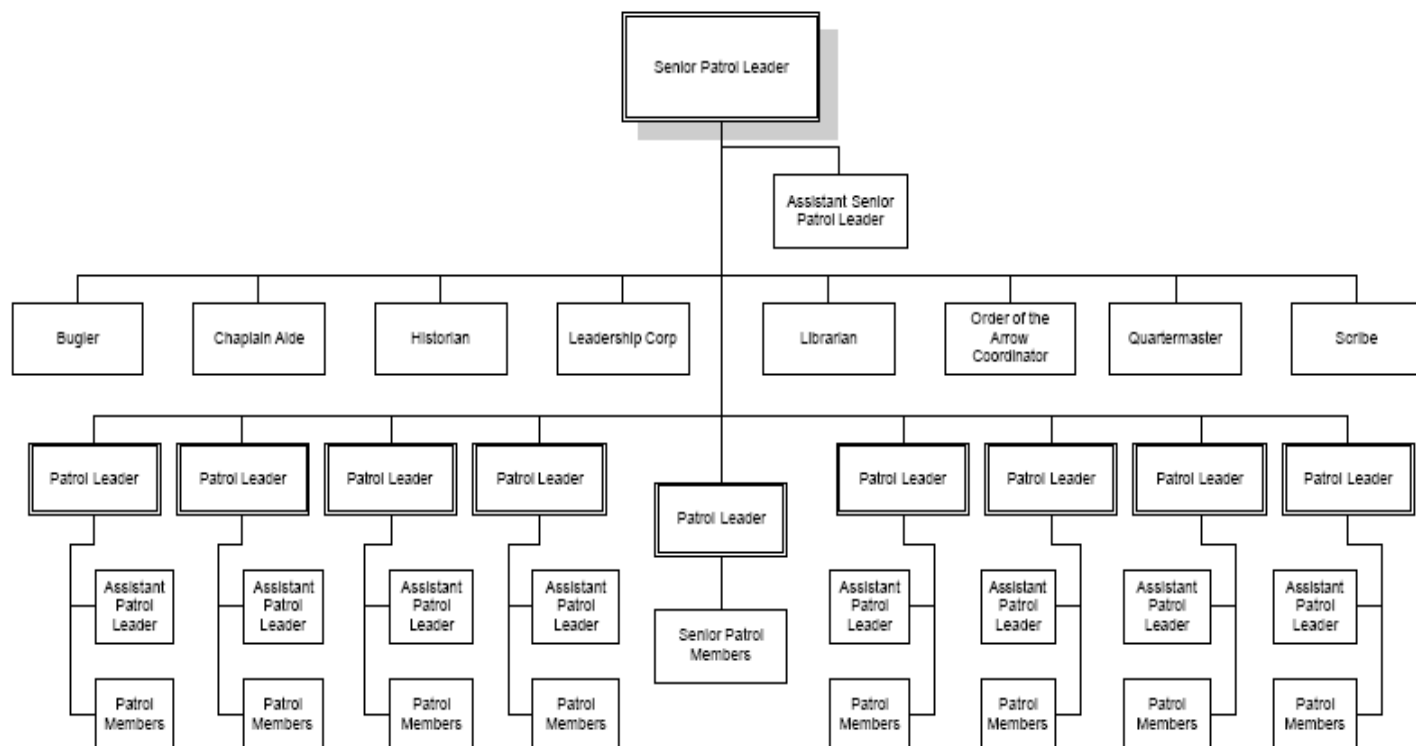 Senior Patrol Leader
Assistant Senior
Patrol Leader
Bugler
Chaplain Aide
Historian
Leadership Corp
Librarian
Order of the
Arrow
Coordinator
Quartermaster
Scribe
Patrol Leader
Patrol Leader
Patrol Leader
Patrol Leader
Patrol Leader
Patrol Leader
Patrol Leader
Patrol Leader
Patrol Leader
Assistant
Patrol
Leader
Assistant
Patrol
Leader
Assistant
Patrol
Leader
Assistant
Patrol
Leader
Senior Patrol
Members
Assistant
Patrol
Leader
Assistant
Patrol
Leader
Assistant
Patrol
Leader
Assistant
Patrol
Leader
Patrol
Members
Patrol
Members
Patrol
Members
Patrol
Members
Patrol
Members
Patrol
Members
Patrol
Members
Patrol
Members